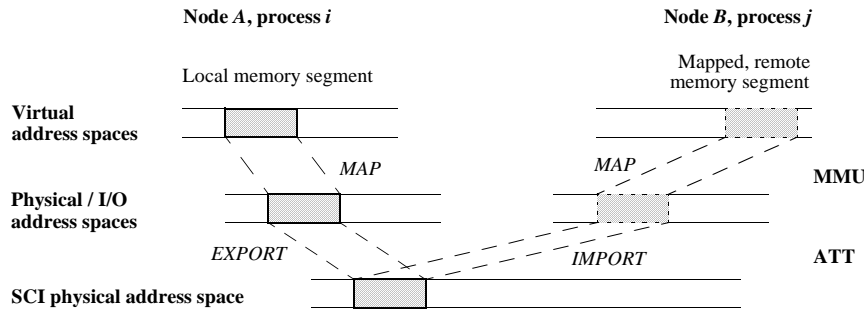 Node A, process i
Node B, process j
Local memory segment
Mapped, remote
memory segment
Virtual
address spaces
MAP
MAP
MMU
Physical / I/O
address spaces
EXPORT
IMPORT
ATT
SCI physical address space